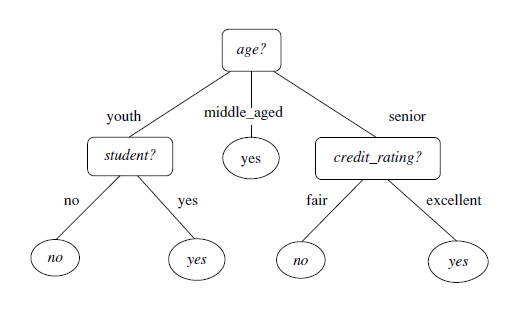 age?
youth
middle_aged
senior
student?
yes
credit_rating?
no
yes
fair
excellent
no
yes
no
yes